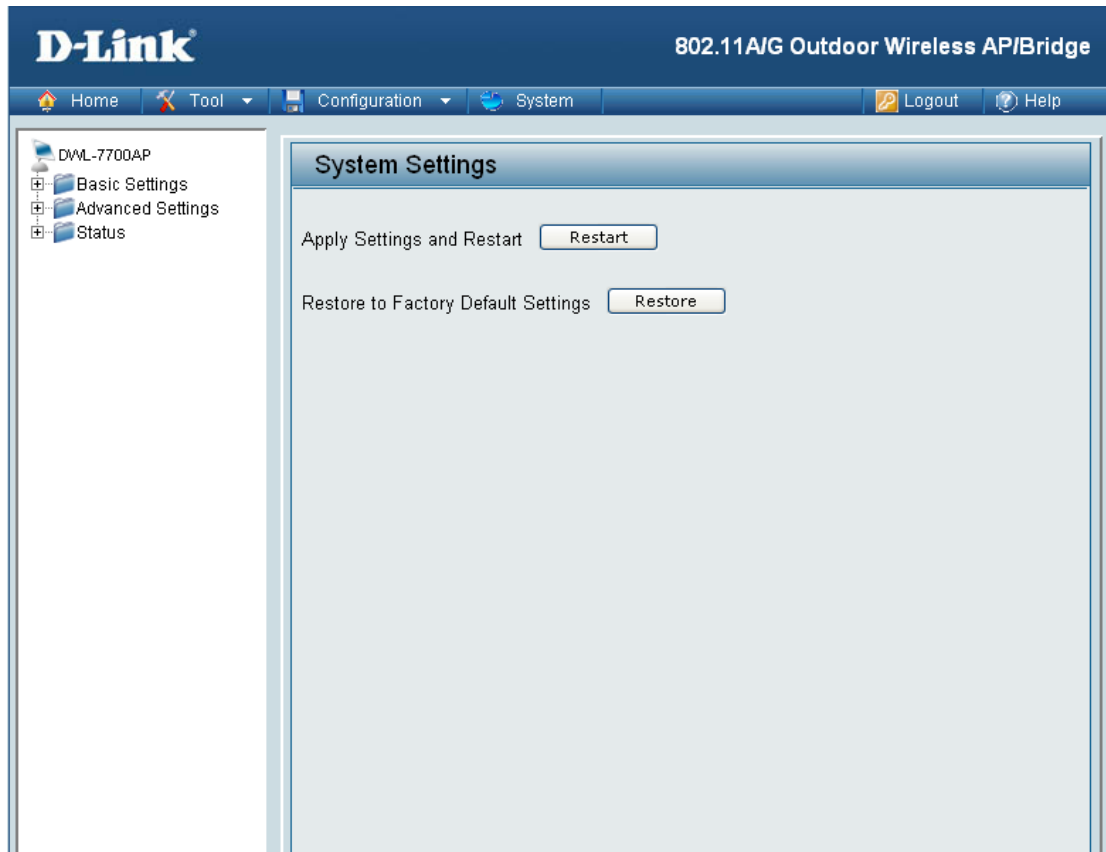 D-Link
802.11A/G Outdoor Wireless AP/Bridge
Home Tool Configuration System Logout Help
DWL-7700AP
Basic Settings
Advanced Settings
Status
System Settings
Apply Settings and Restart Restart
Restore to Factory Default Settings Restore